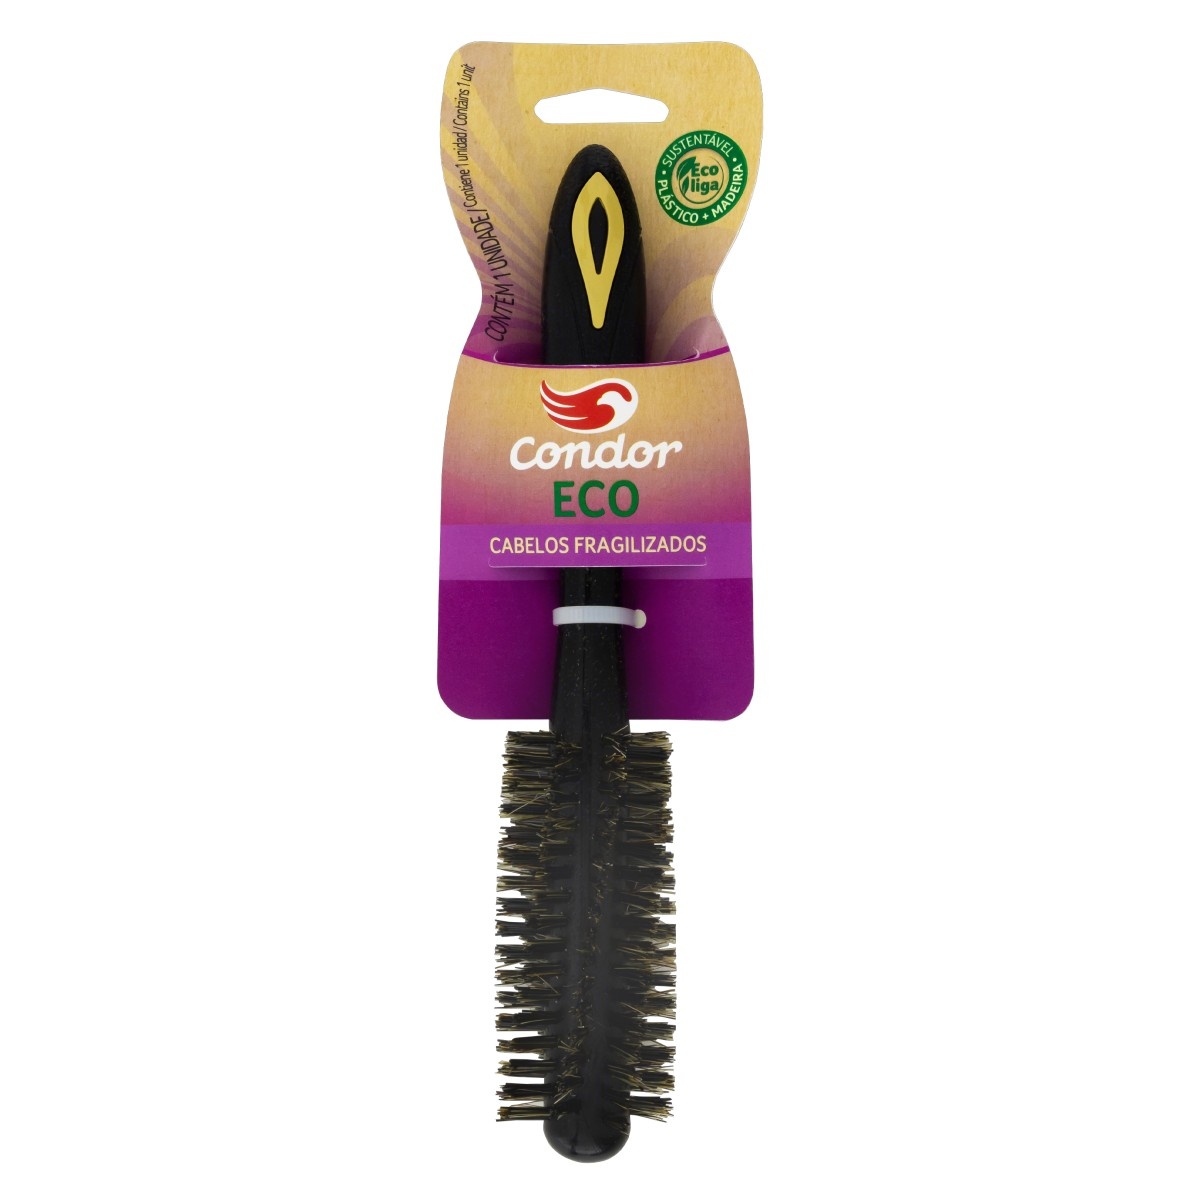 CONTÉM 1 UNIDADE / Contiene 1 unidad / Contains 1 unit
SUSTENTÁVEL
Eco
liga
PLÁSTICO + MADEIRA
Condor
ECO
CABELOS FRAGILIZADOS